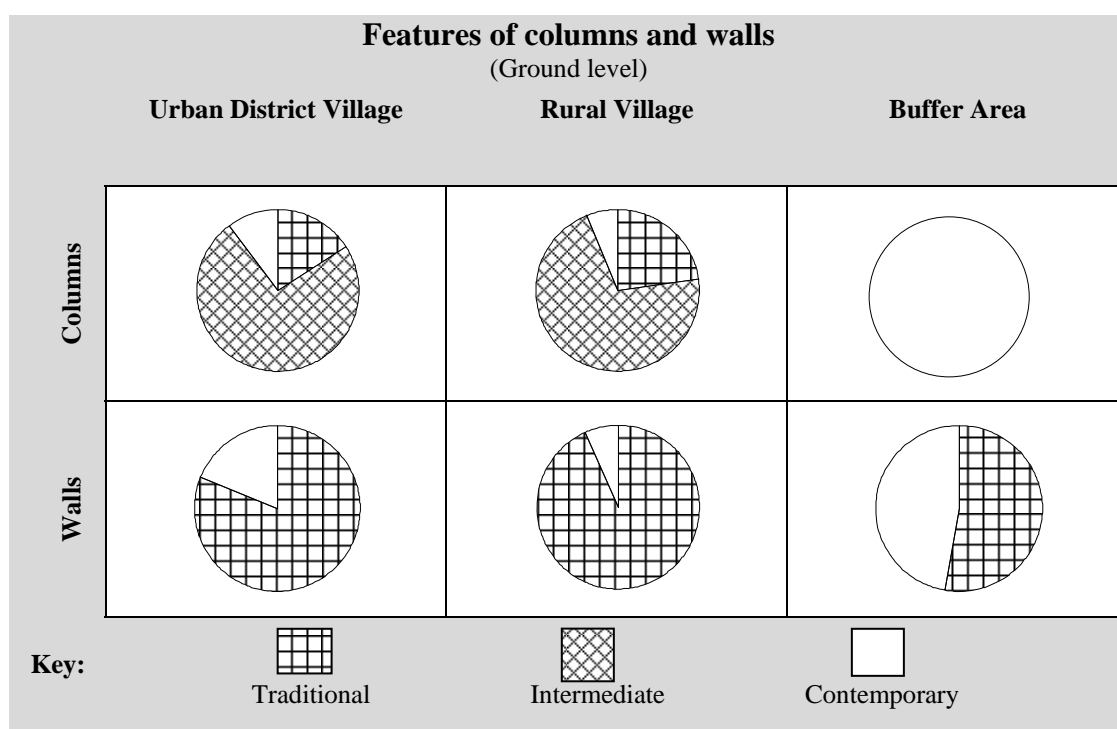 Features of columns and walls
(Ground level)
Urban District Village Rural Village Buffer Area
Columns
Walls
Key:
Traditional Intermediate Contemporary